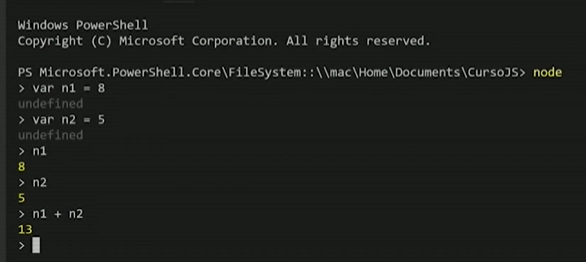 Windows PowerShell
Copyright (C) Microsoft Corporation. All rights reserved.
PS Microsoft.PowerShell.Core\FileSystem::\\mac\Home\Documents\CursoJS> node
> var n1 = 8
undefined
> var n2 = 5
undefined
> n1
8
> n2
5
> n1 + n2
13
>